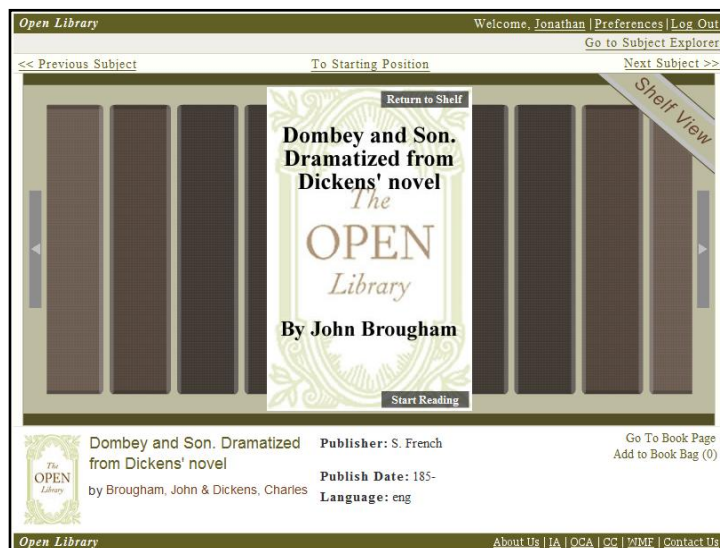 Open Library
Welcome, Jonathan | Preferences | Log Out
Go to Subject Explorer
<< Previous Subject
To Starting Position
Next Subject >>
Return to Shelf
Shelf View
Dombey and Son.
Dramatized from
Dickens' novel
The
OPEN
Library
By John Brougham
Start Reading
The
OPEN
Library
Dombey and Son. Dramatized
from Dickens' novel
by Brougham, John & Dickens, Charles
Publisher: S. French
Publish Date: 185-
Language: eng
Go To Book Page
Add to Book Bag (0)
Open Library
About Us | IA | OCA | CC | WMF | Contact Us